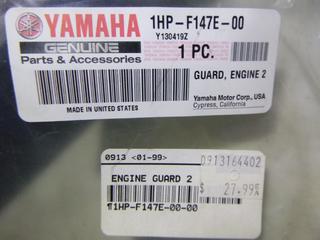 YAMAHA
GENUINE
Parts & Accessories
1HP-F147E-00
Y130419Z
1 PC.
GUARD, ENGINE 2
MADE IN UNITED STATES
Yamaha Motor Corp., USA
Cypress, California
0913 <01-99>
0913164402
ENGINE GUARD 2
$ 27.99
1HP-F147E-00-00